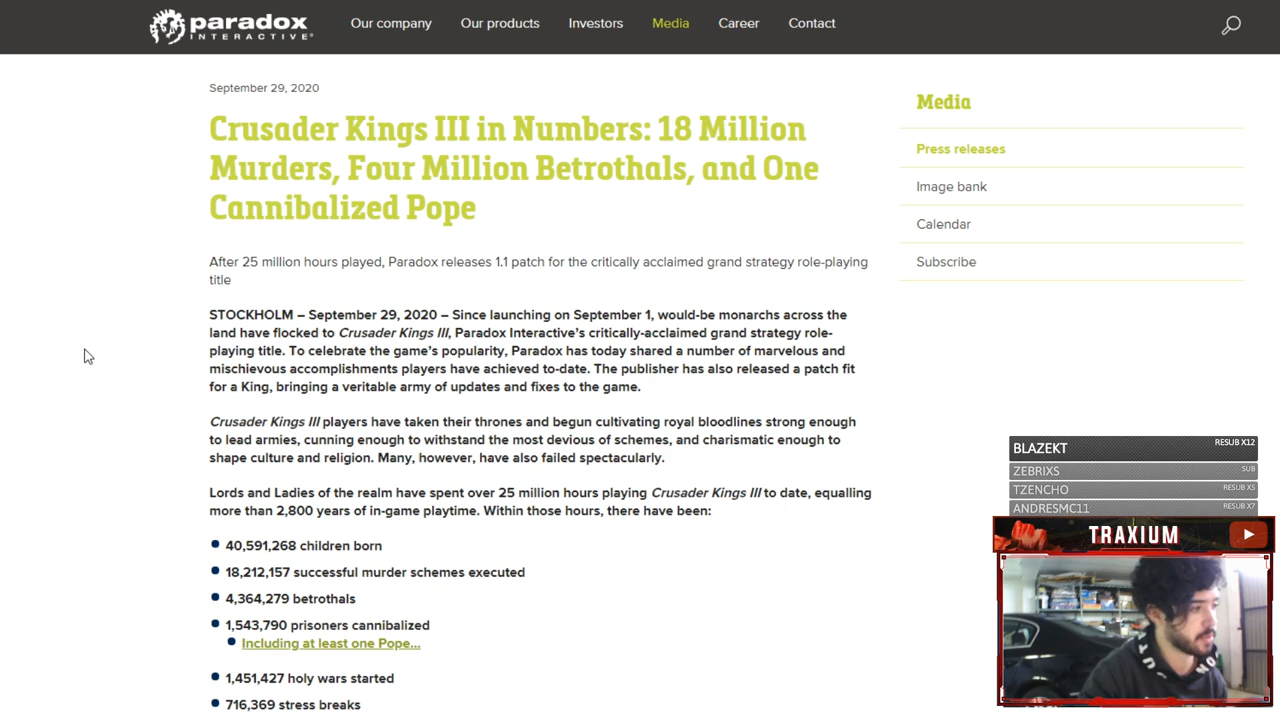 paradox
INTERACTIVE
Our company
Our products
Investors
Media
Career
Contact
September 29, 2020
Crusader Kings III in Numbers: 18 Million
Murders, Four Million Betrothals, and One
Cannibalized Pope
After 25 million hours played, Paradox releases 1.1 patch for the critically acclaimed grand strategy role-playing
title
STOCKHOLM – September 29, 2020 – Since launching on September 1, would-be monarchs across the
land have flocked to Crusader Kings III, Paradox Interactive's critically-acclaimed grand strategy role-
playing title. To celebrate the game's popularity, Paradox has today shared a number of marvelous and
mischievous accomplishments players have achieved to-date. The publisher has also released a patch fit
for a King, bringing a veritable army of updates and fixes to the game.
Crusader Kings III players have taken their thrones and begun cultivating royal bloodlines strong enough
to lead armies, cunning enough to withstand the most devious of schemes, and charismatic enough to
shape culture and religion. Many, however, have also failed spectacularly.
Lords and Ladies of the realm have spent over 25 million hours playing Crusader Kings III to date, equalling
more than 2,800 years of in-game playtime. Within those hours, there have been:
40,591,268 children born
18,212,157 successful murder schemes executed
4,364,279 betrothals
1,543,790 prisoners cannibalized
Including at least one Pope...
1,451,427 holy wars started
716,369 stress breaks
Media
Press releases
Image bank
Calendar
Subscribe
BLAZEKT RESUB X12
ZEBRIXS SUB
TZENCHO RESUB X5
ANDRESMC11 RESUB X7
TRAXIUM